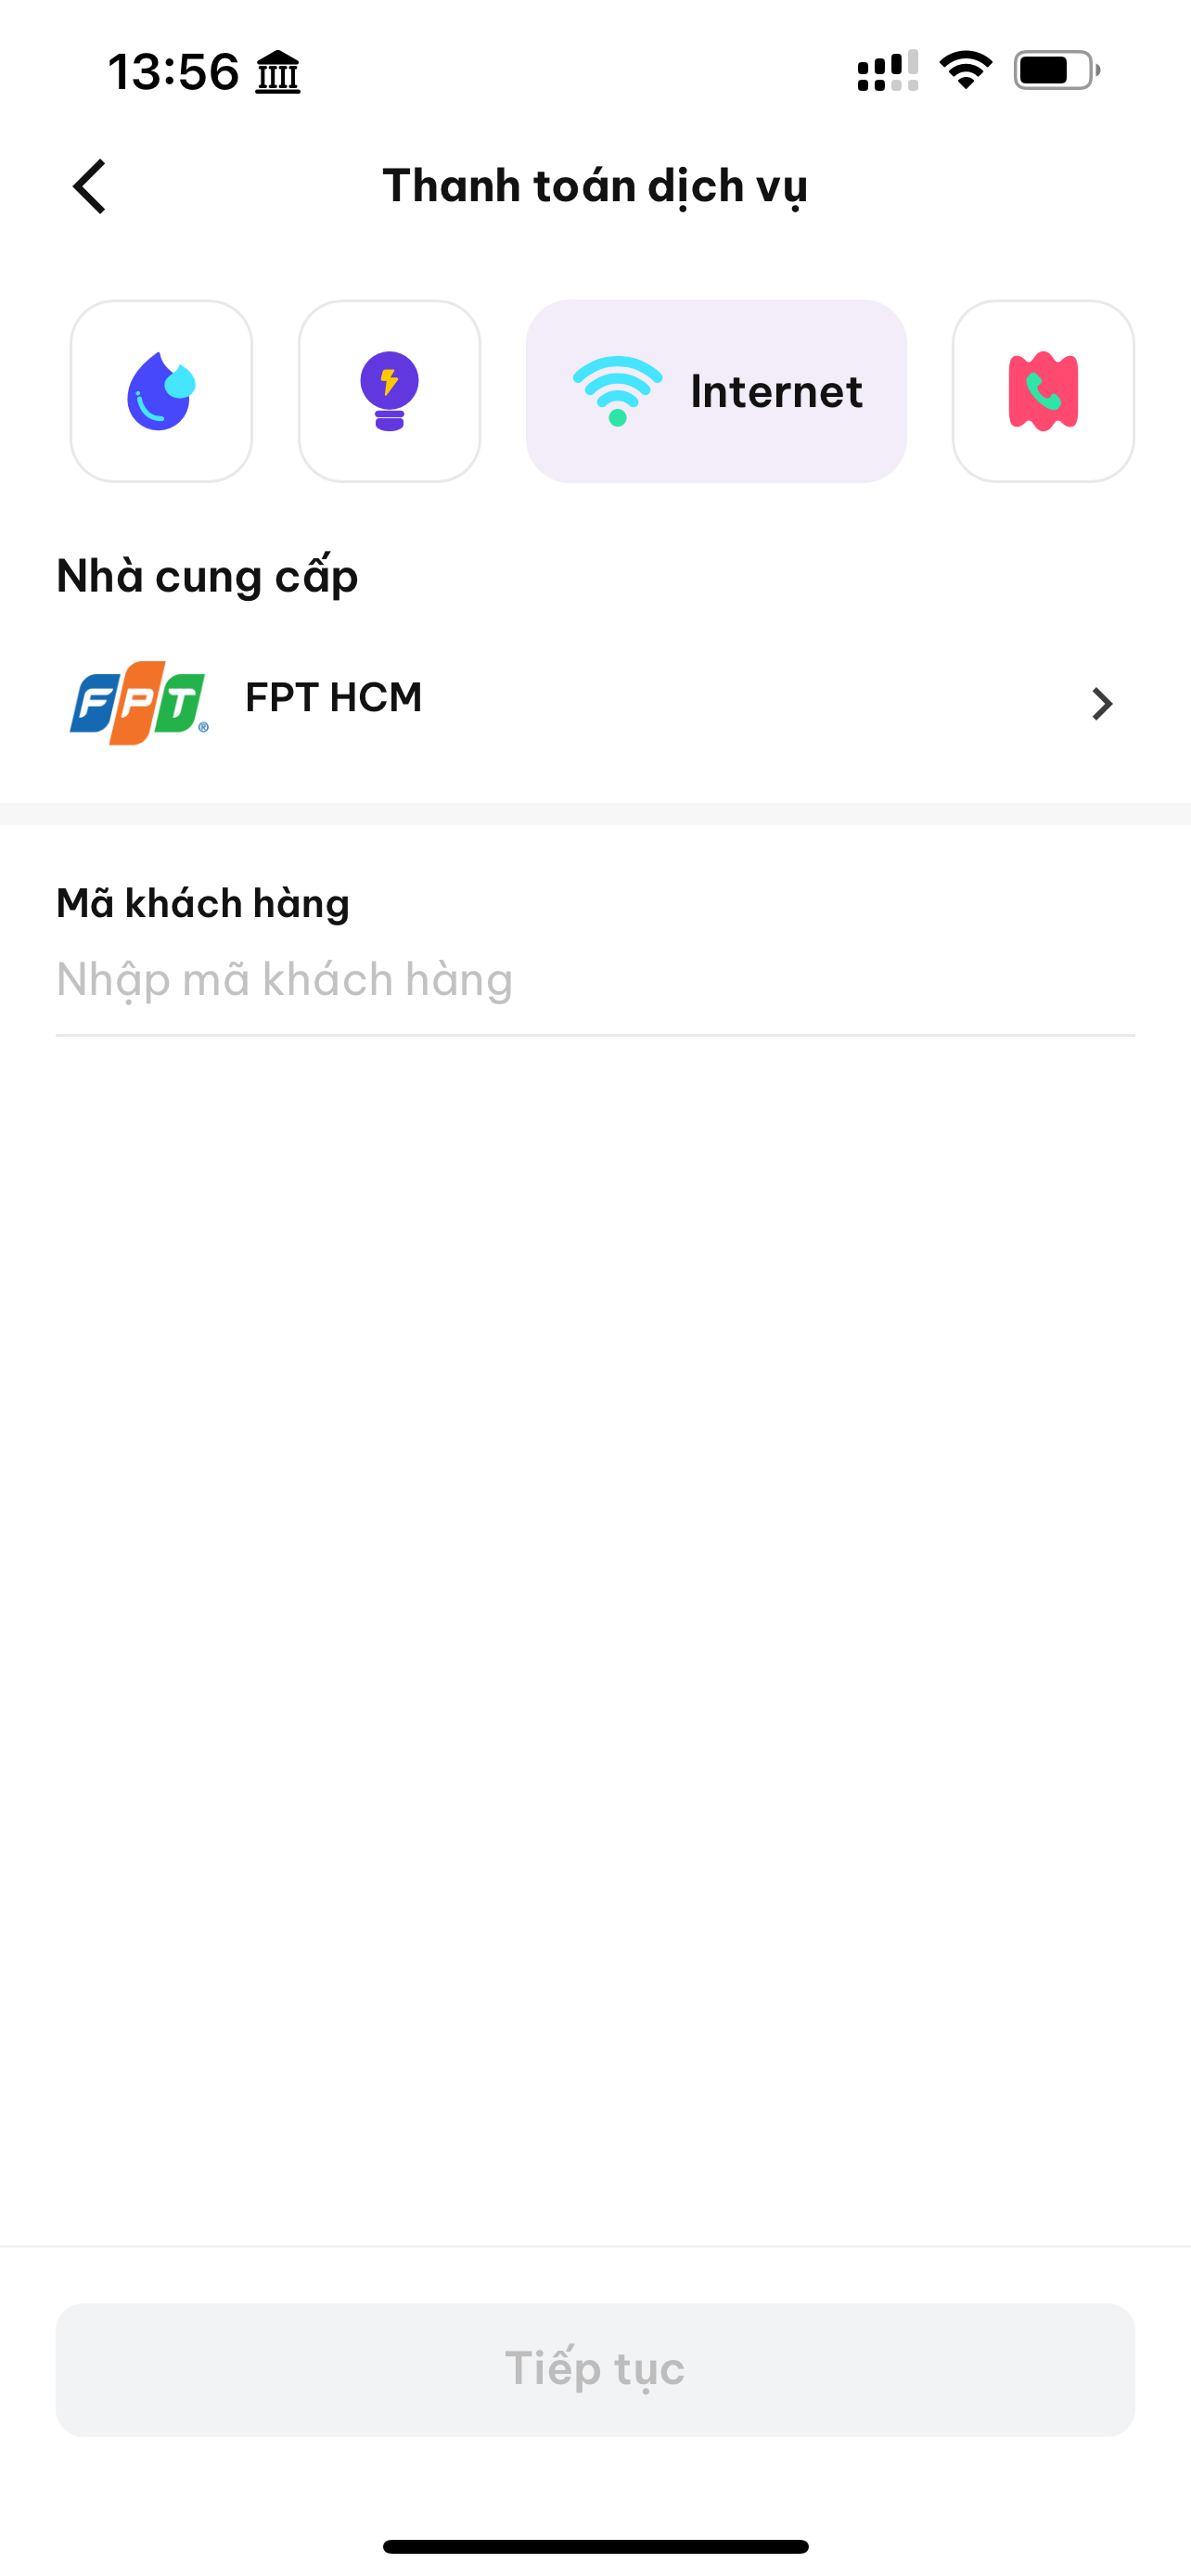 13:56
Thanh toán dịch vụ
Internet
Nhà cung cấp
FPT® FPT HCM
Mã khách hàng
Nhập mã khách hàng
Tiếp tục